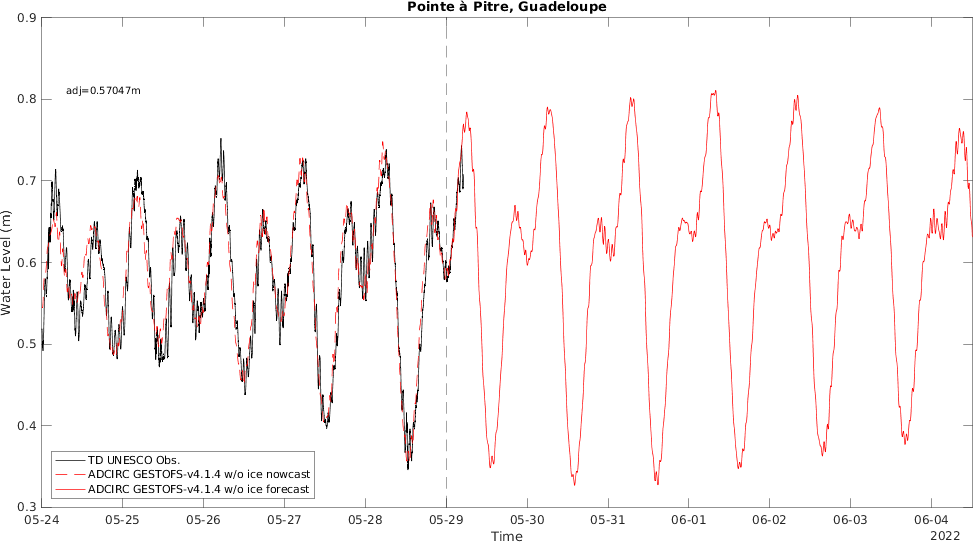 Pointe à Pitre, Guadeloupe
0.9
adj=0.57047m
0.8
0.7
0.6
0.5
0.4
0.3
Water Level (m)
TD UNESCO Obs.
ADCIRC GESTOFS-v4.1.4 w/o ice nowcast
ADCIRC GESTOFS-v4.1.4 w/o ice forecast
05-24 05-25 05-26 05-27 05-28 05-29 05-30 05-31 06-01 06-02 06-03 06-04
Time
2022